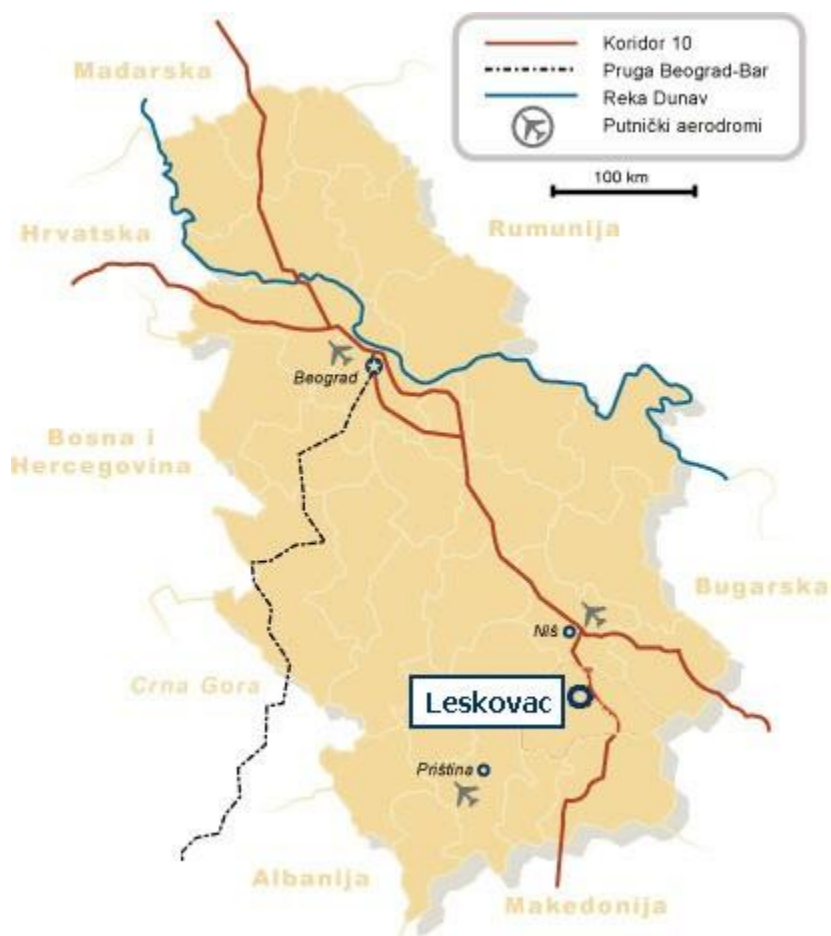 Koridor 10
Pruga Beograd-Bar
Reka Dunav
Putnički aerodromi
100 km
Mađarska
Hrvatska
Rumunija
Beograd
Bosna i
Hercegovina
Bugarska
Niš
Crna Gora
Leskovac
Priština
Albanija
Makedonija